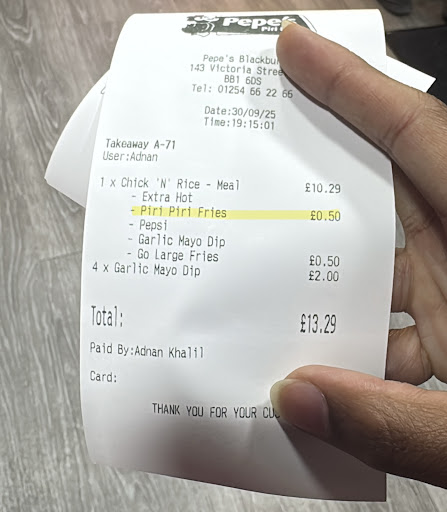 Pepe's
Piri
Pepe's Blackbu
143 Victoria Stree
BB1 6DS
Tel: 01254 66 22 66
Date:30/09/25
Time:19:15:01
Takeaway A-71
User:Adnan
1 x Chick 'N' Rice - Meal £10.29
- Extra Hot
- Piri Piri Fries £0.50
- Pepsi
- Garlic Mayo Dip
- Go Large Fries £0.50
4 x Garlic Mayo Dip £2.00
Total: £13.29
Paid By:Adnan Khalil
Card:
THANK YOU FOR YOUR CU